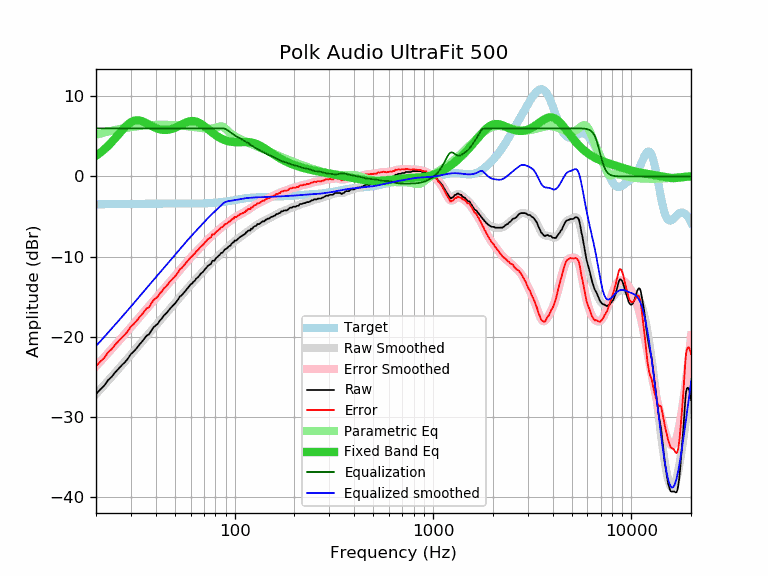 Polk Audio UltraFit 500
10
0
−10
−20
−30
−40
Amplitude (dBr)
Target
Raw Smoothed
Error Smoothed
Raw
Error
Parametric Eq
Fixed Band Eq
Equalization
Equalized smoothed
100
1000
10000
Frequency (Hz)